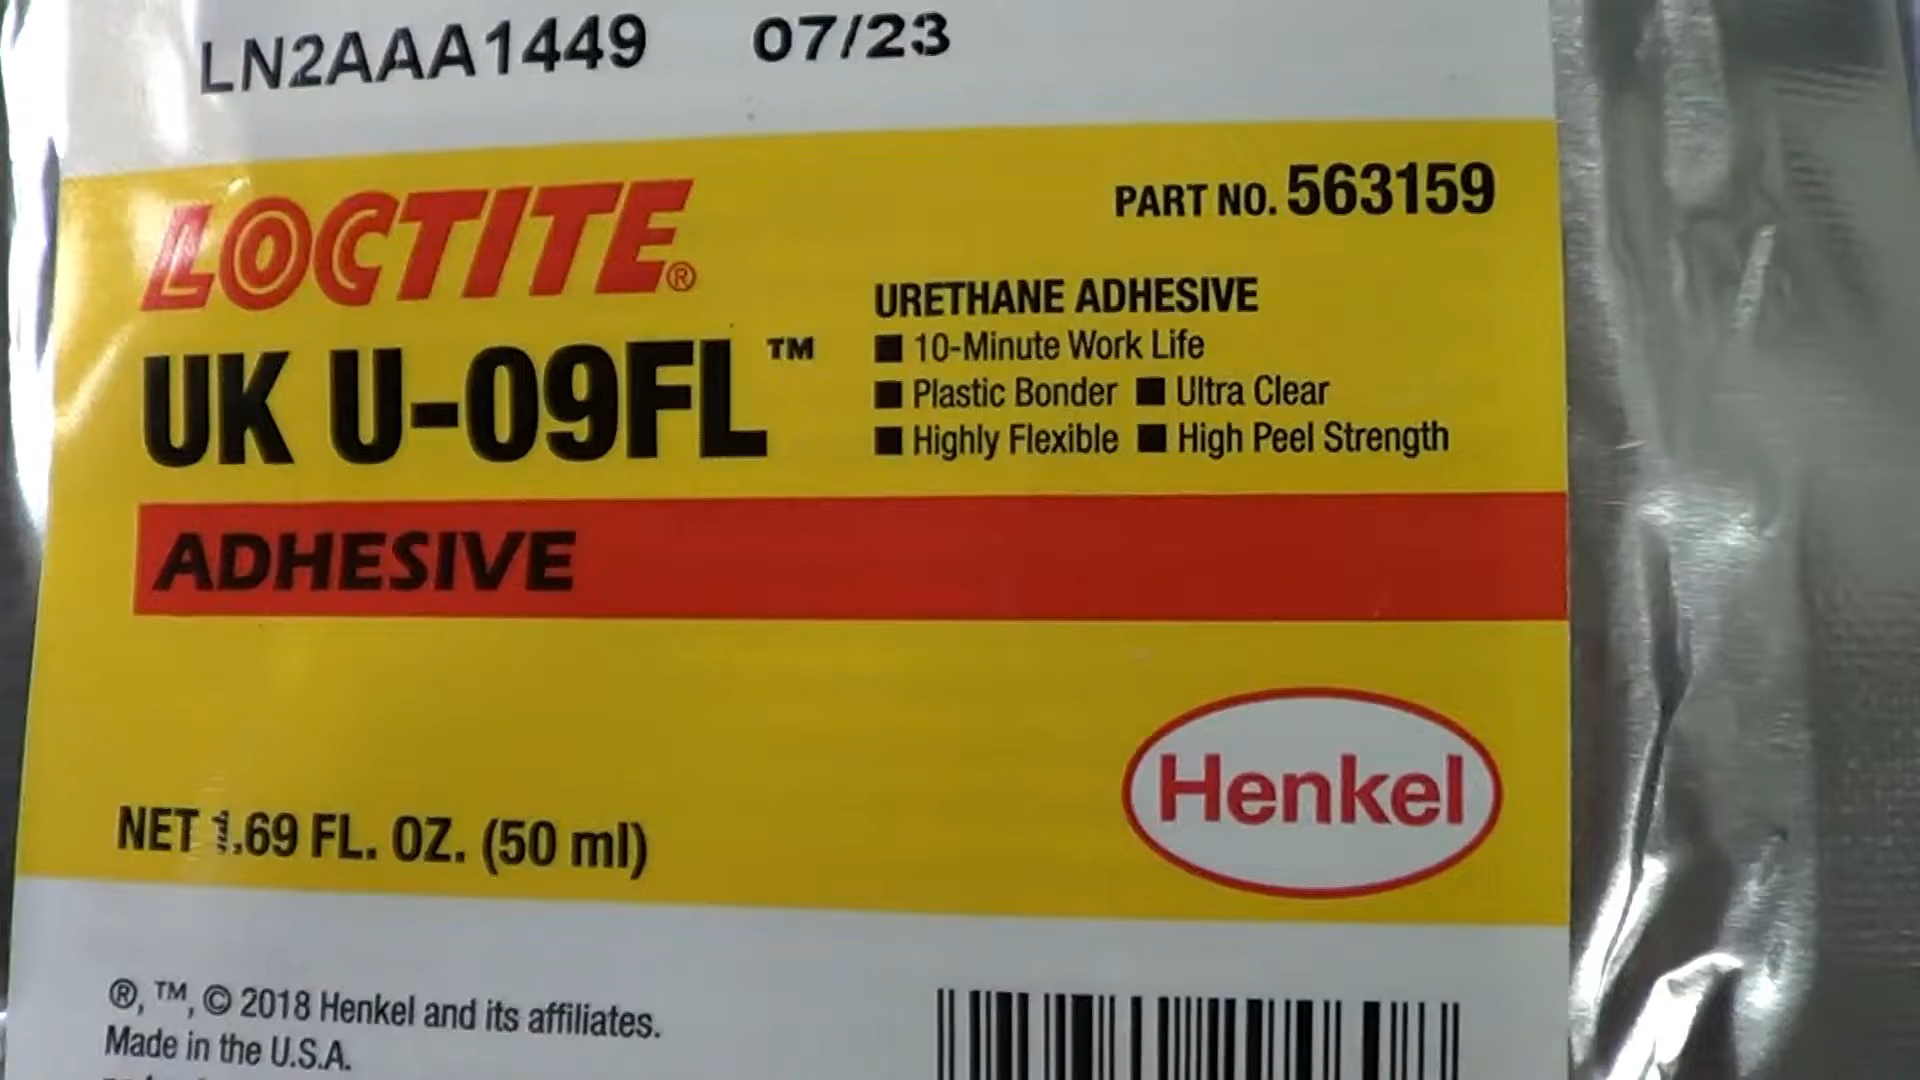 LN2AAA1449 07/23
LOCTITE®
PART NO. 563159
UK U-09FL™
URETHANE ADHESIVE
■ 10-Minute Work Life
■ Plastic Bonder ■ Ultra Clear
■ Highly Flexible ■ High Peel Strength
ADHESIVE
Henkel
NET 1.69 FL. OZ. (50 ml)
®, ™, © 2018 Henkel and its affiliates.
Made in the U.S.A.